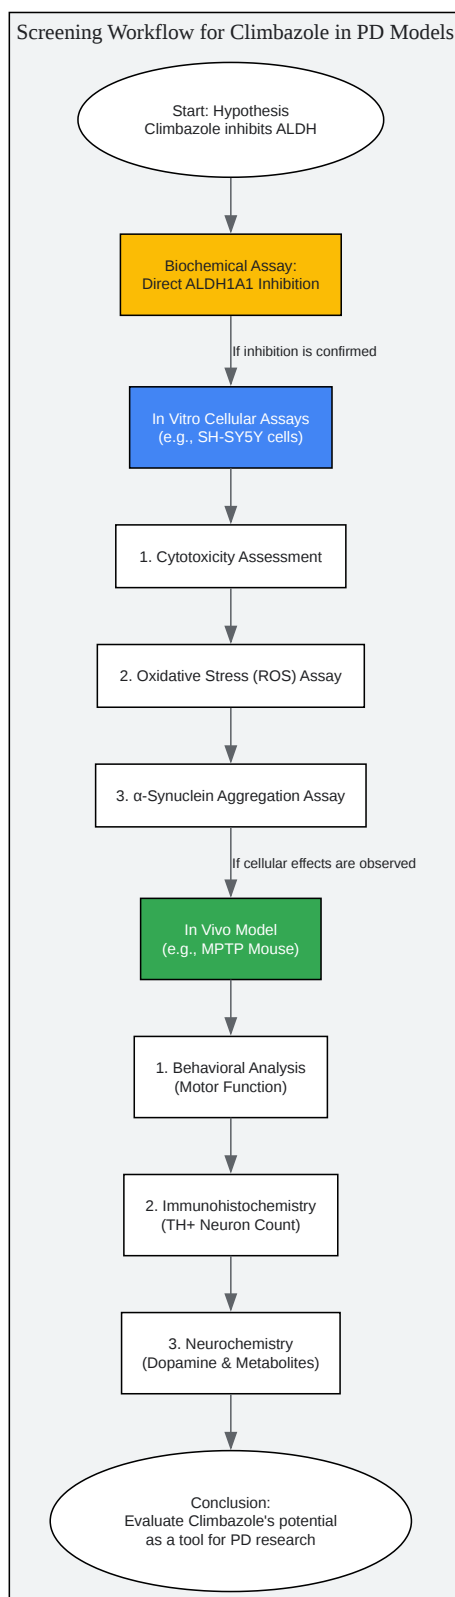 Screening Workflow for Climbazole in PD Models
Start: Hypothesis
Climbazole inhibits ALDH
Biochemical Assay:
Direct ALDH1A1 Inhibition
If inhibition is confirmed
In Vitro Cellular Assays
(e.g., SH-SY5Y cells)
1. Cytotoxicity Assessment
2. Oxidative Stress (ROS) Assay
3. α-Synuclein Aggregation Assay
If cellular effects are observed
In Vivo Model
(e.g., MPTP Mouse)
1. Behavioral Analysis
(Motor Function)
2. Immunohistochemistry
(TH+ Neuron Count)
3. Neurochemistry
(Dopamine & Metabolites)
Conclusion:
Evaluate Climbazole's potential
as a tool for PD research